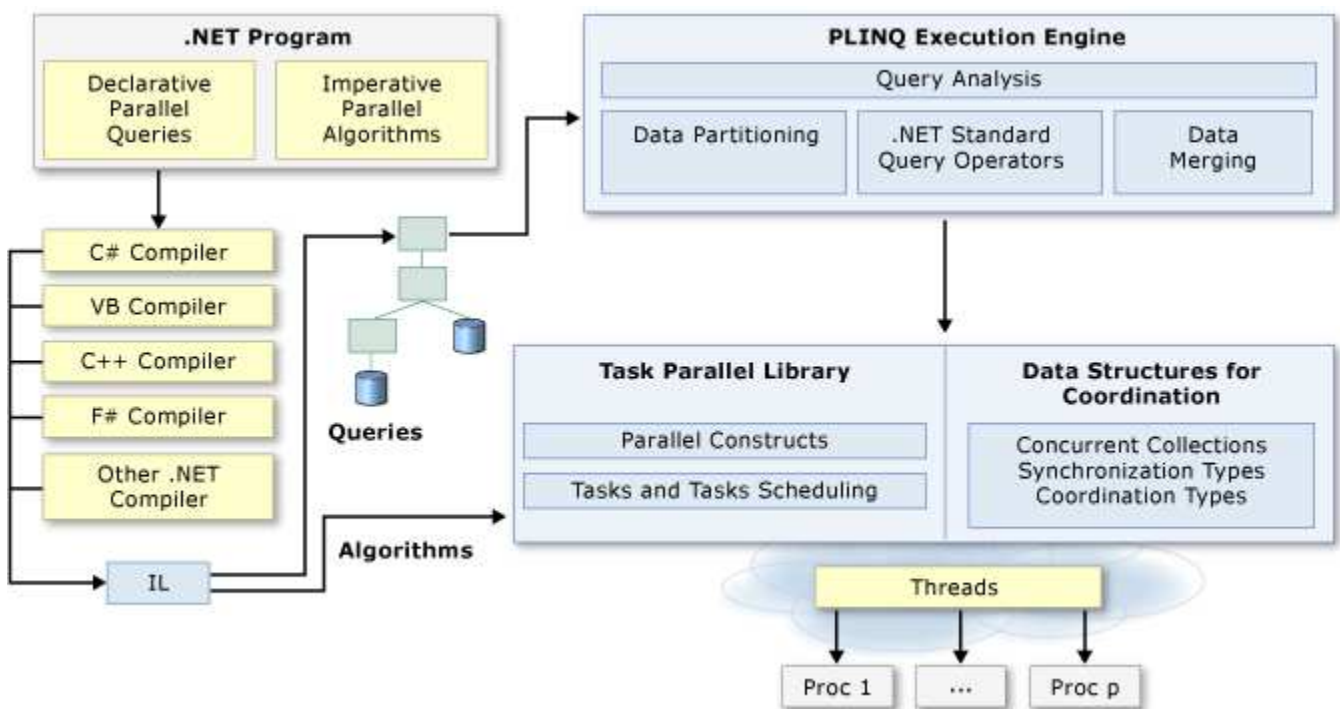 .NET Program
Declarative
Parallel
Queries
Imperative
Parallel
Algorithms
C# Compiler
VB Compiler
C++ Compiler
F# Compiler
Other .NET
Compiler
IL
Queries
Algorithms
PLINQ Execution Engine
Query Analysis
Data Partitioning
.NET Standard
Query Operators
Data
Merging
Task Parallel Library
Parallel Constructs
Tasks and Tasks Scheduling
Data Structures for
Coordination
Concurrent Collections
Synchronization Types
Coordination Types
Threads
Proc 1
...
Proc p